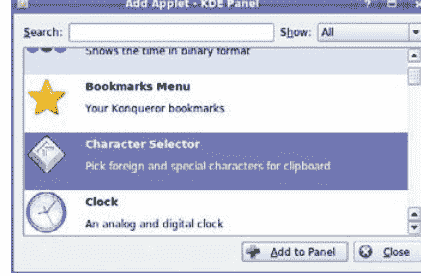 Add Applet - KDE Panel
Search: Show: All
Shows the time in binary format
Bookmarks Menu
Your Konqueror bookmarks
Character Selector
Pick foreign and special characters for clipboard
Clock
An analog and digital clock
Add to Panel Close